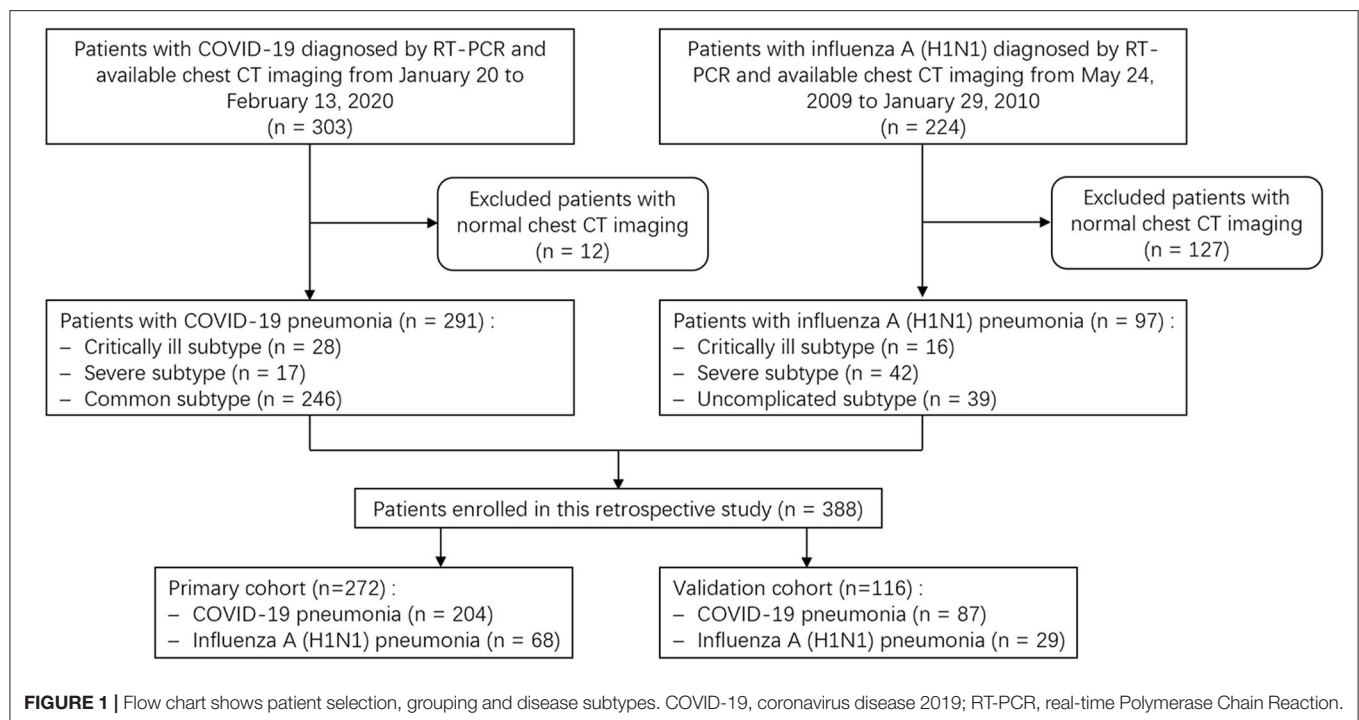 Patients with COVID-19 diagnosed by RT-PCR and
available chest CT imaging from January 20 to
February 13, 2020
(n = 303)
Patients with influenza A (H1N1) diagnosed by RT-
PCR and available chest CT imaging from May 24,
2009 to January 29, 2010
(n = 224)
Excluded patients with
normal chest CT imaging
(n = 12)
Excluded patients with
normal chest CT imaging
(n = 127)
Patients with COVID-19 pneumonia (n = 291) :
– Critically ill subtype (n = 28)
– Severe subtype (n = 17)
– Common subtype (n = 246)
Patients with influenza A (H1N1) pneumonia (n = 97) :
– Critically ill subtype (n = 16)
– Severe subtype (n = 42)
– Uncomplicated subtype (n = 39)
Patients enrolled in this retrospective study (n = 388)
Primary cohort (n=272) :
– COVID-19 pneumonia (n = 204)
– Influenza A (H1N1) pneumonia (n = 68)
Validation cohort (n=116) :
– COVID-19 pneumonia (n = 87)
– Influenza A (H1N1) pneumonia (n = 29)
FIGURE 1 | Flow chart shows patient selection, grouping and disease subtypes. COVID-19, coronavirus disease 2019; RT-PCR, real-time Polymerase Chain Reaction.